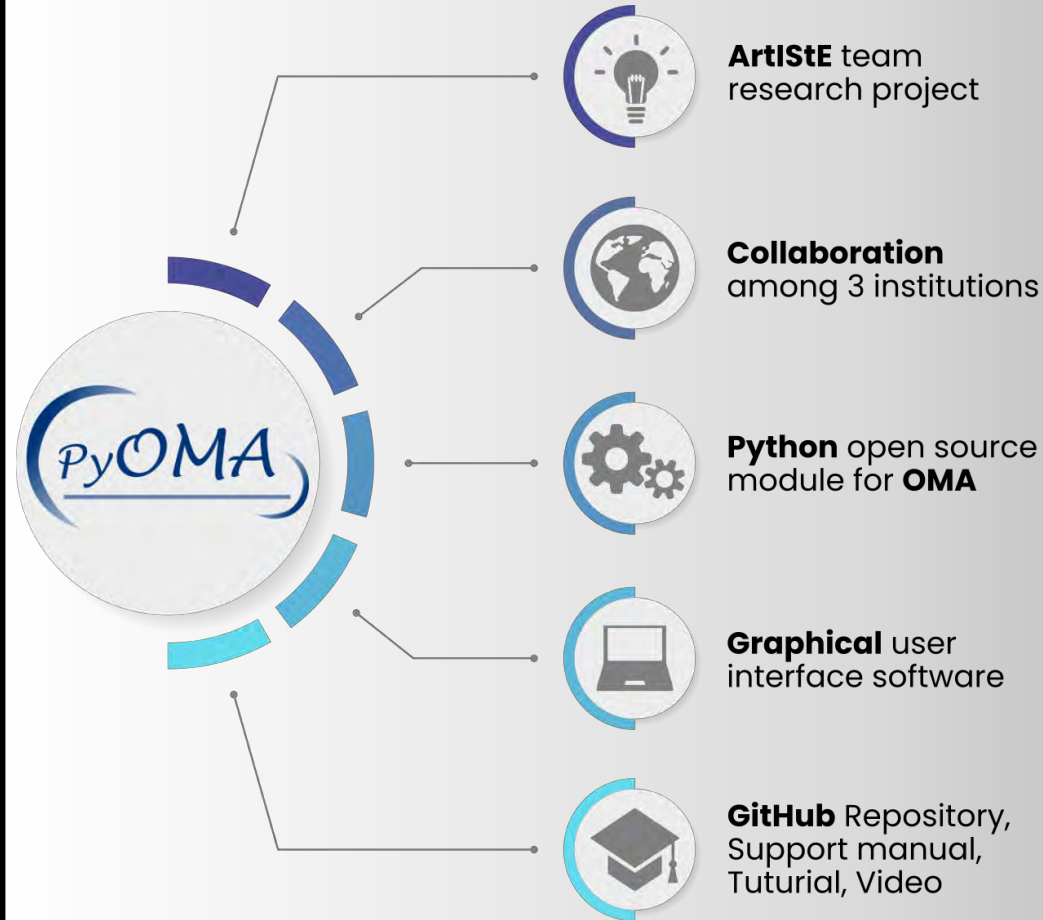 PyOMA
ArtIStE team
research project
Collaboration
among 3 institutions
Python open source
module for OMA
Graphical user
interface software
GitHub Repository,
Support manual,
Tuturial, Video